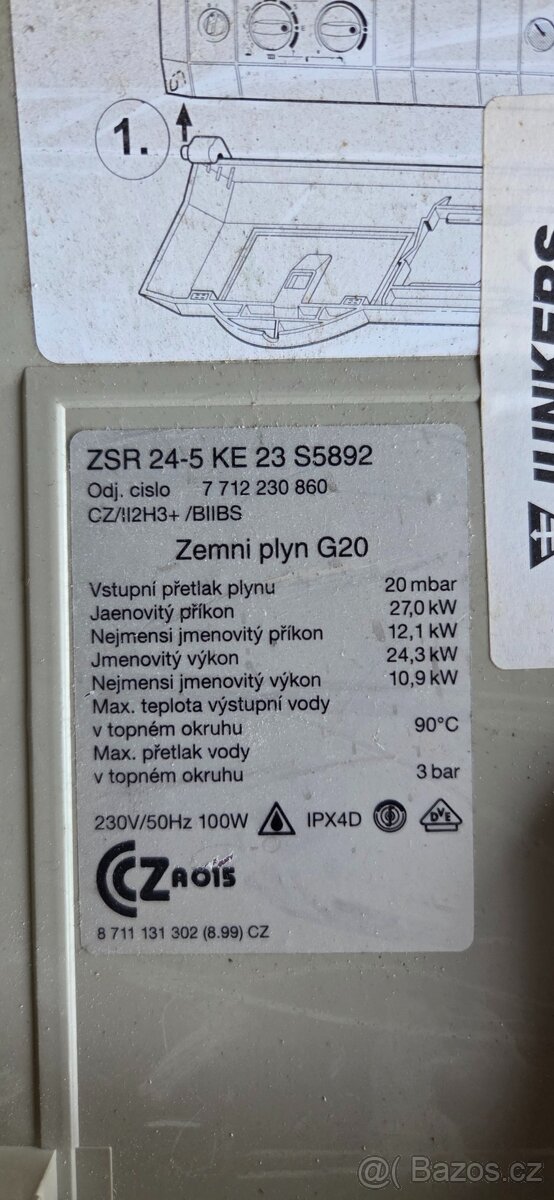 1.
JUNKERS
ZSR 24-5 KE 23 S5892
Odj. cislo 7 712 230 860
CZ/II2H3+ /BIIBS
Zemni plyn G20
Vstupní přetlak plynu 20 mbar
Jaenovitý příkon 27,0 kW
Nejmensi jmenovitý příkon 12,1 kW
Jmenovitý výkon 24,3 kW
Nejmensi jmenovitý výkon 10,9 kW
Max. teplota výstupní vody
v topném okruhu 90°C
Max. přetlak vody
v topném okruhu 3 bar
230V/50Hz 100W IPX4D DVE
CCZ AO15
8 711 131 302 (8.99) CZ
@ Bazos.cz